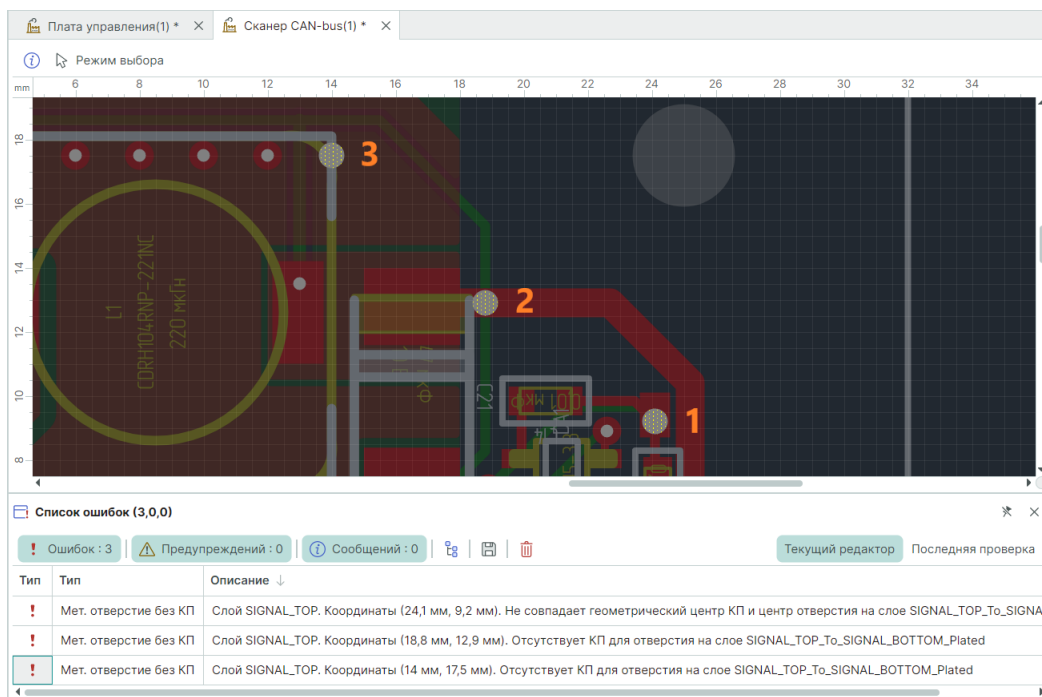 Плата управления(1) *
Сканер CAN-bus(1) *
Режим выбора
mm 6 8 10 12 14 16 18 20 22 24 26 28 30 32 34
18
3
16
14
L1
CDRH104RNP-221NC
220 мкГн
2
12
10
C21
1
8
Список ошибок (3,0,0)
Ошибок : 3 Предупреждений : 0 Сообщений : 0 Текущий редактор Последняя проверка
Тип Тип Описание
Мет. отверстие без КП Слой SIGNAL_TOP. Координаты (24,1 мм, 9,2 мм). Не совпадает геометрический центр КП и центр отверстия на слое SIGNAL_TOP_To_SIGNA
Мет. отверстие без КП Слой SIGNAL_TOP. Координаты (18,8 мм, 12,9 мм). Отсутствует КП для отверстия на слое SIGNAL_TOP_To_SIGNAL_BOTTOM_Plated
Мет. отверстие без КП Слой SIGNAL_TOP. Координаты (14 мм, 17,5 мм). Отсутствует КП для отверстия на слое SIGNAL_TOP_To_SIGNAL_BOTTOM_Plated